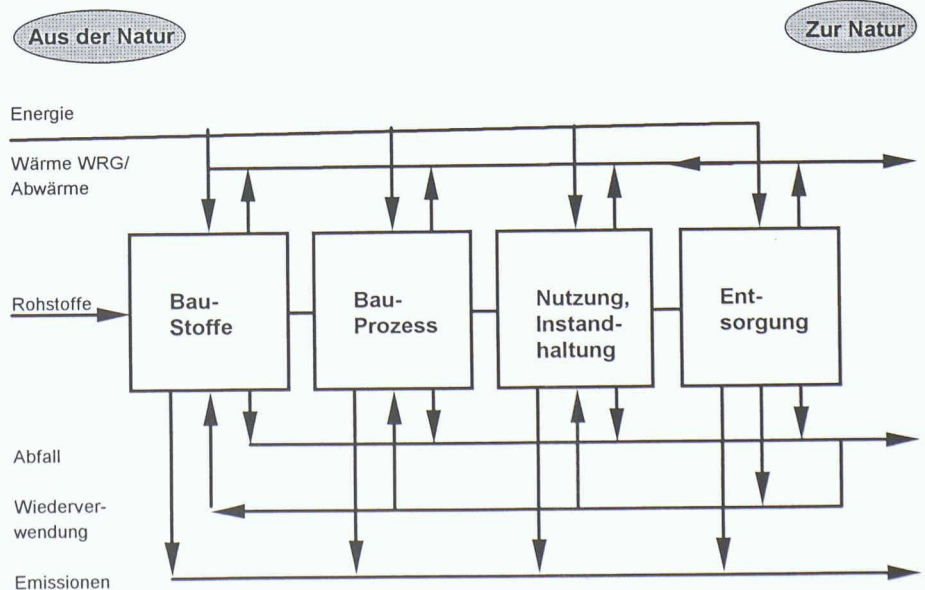 Aus der Natur
Zur Natur
Energie
Wärme WRG/
Abwärme
Rohstoffe
Bau-
Stoffe
Bau-
Prozess
Nutzung,
Instand-
haltung
Ent-
sorgung
Abfall
Wiederver-
wendung
Emissionen